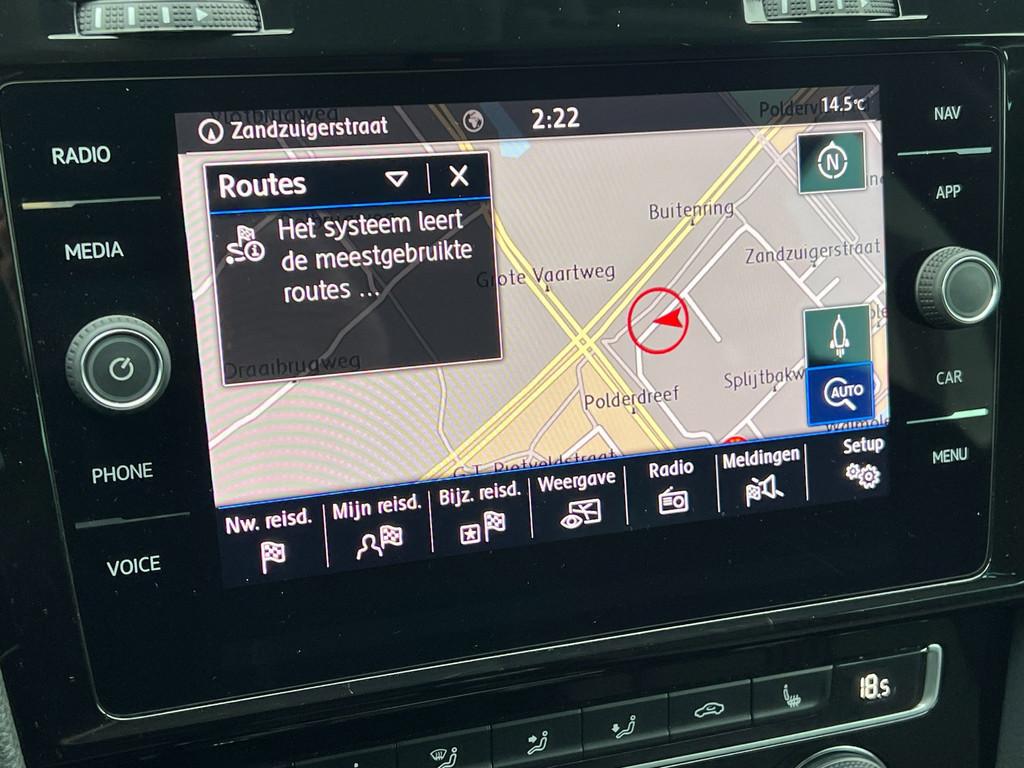 Zandzuigerstraat
2:22
14.5°C
RADIO
MEDIA
PHONE
VOICE
Routes
X
Het systeem leert
de meestgebruikte
routes ...
Draaibrugweg
Grote Vaartweg
Buitenring
Zandzuigerstraat
Polderdreef
Splijtbakw
N
AUTO
Nw. reisd.
Mijn reisd.
Bijz. reisd.
Weergave
Radio
Meldingen
Setup
NAV
APP
CAR
MENU
18.5